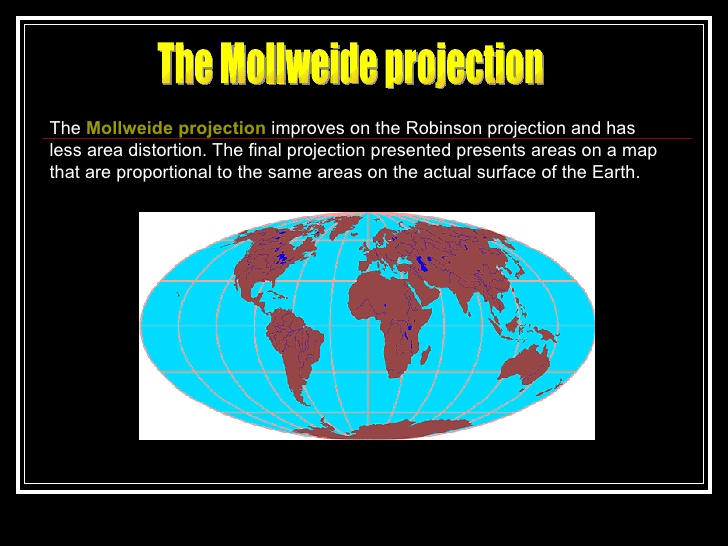 The Mollweide projection
The Mollweide projection improves on the Robinson projection and has
less area distortion. The final projection presented presents areas on a map
that are proportional to the same areas on the actual surface of the Earth.